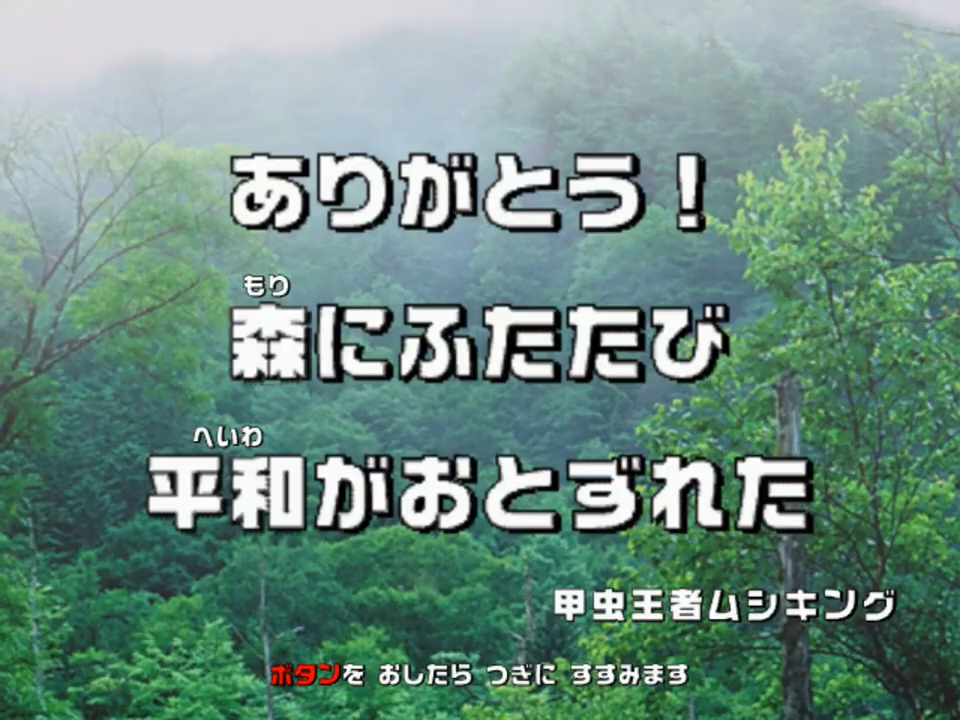 ありがとう！
もり
森にふたたび
へいわ
平和がおとずれた
甲虫王者ムシキング
ボタンを おしたら つぎに すすみます